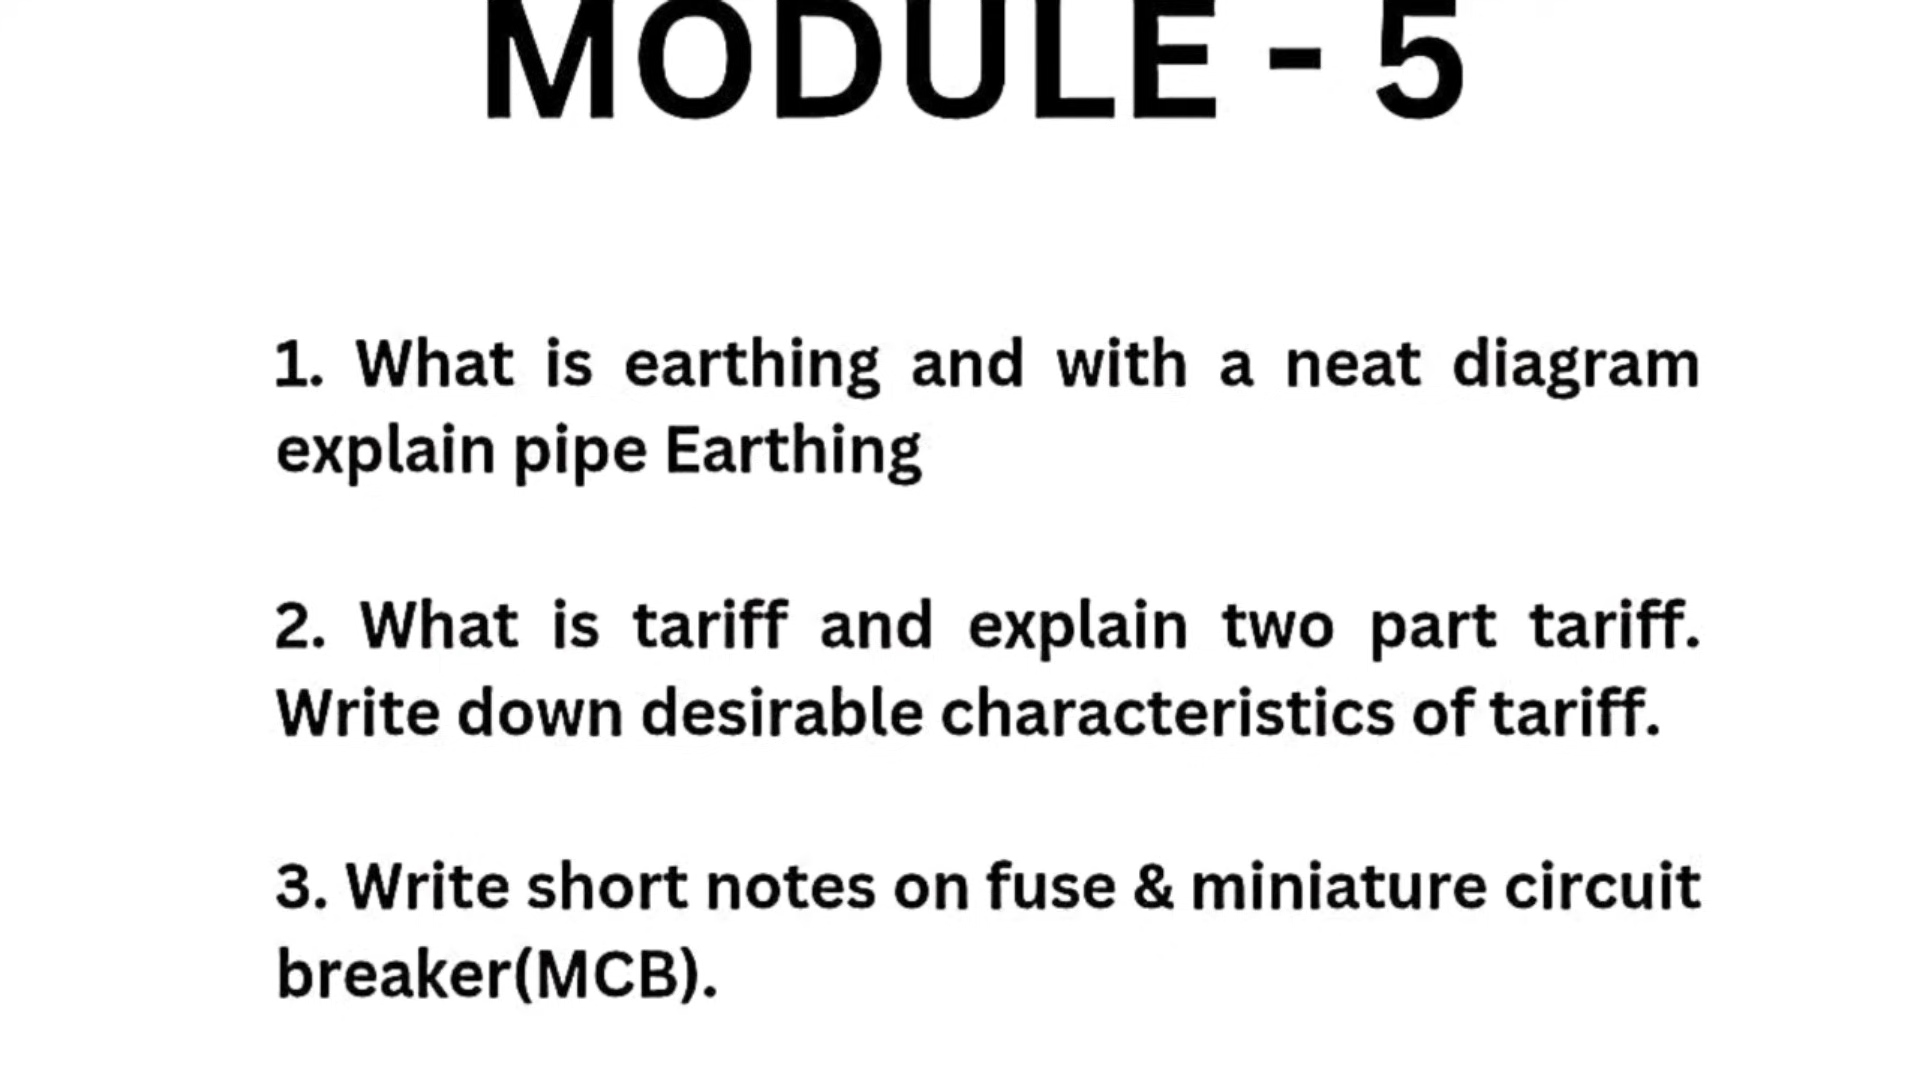 MODULE - 5
1. What is earthing and with a neat diagram
explain pipe Earthing
2. What is tariff and explain two part tariff.
Write down desirable characteristics of tariff.
3. Write short notes on fuse & miniature circuit
breaker(MCB).